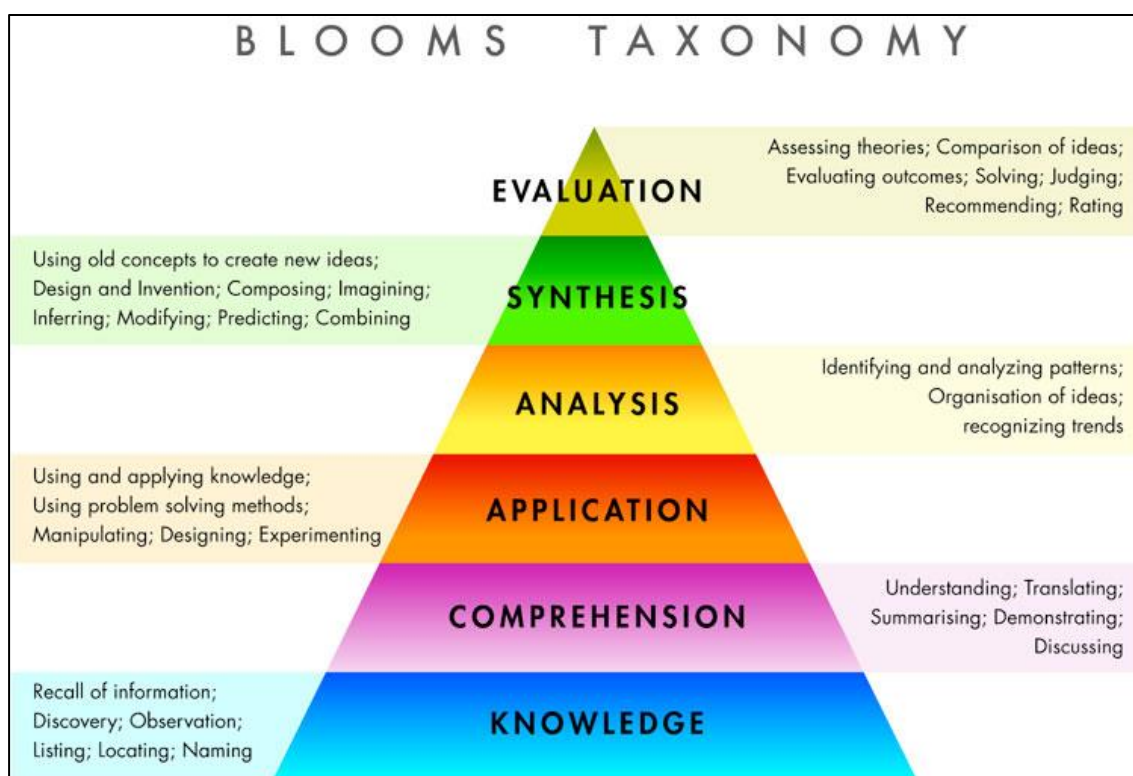 BLOOMS TAXONOMY
EVALUATION
Assessing theories; Comparison of ideas;
Evaluating outcomes; Solving; Judging;
Recommending; Rating
Using old concepts to create new ideas;
Design and Invention; Composing; Imagining;
Inferring; Modifying; Predicting; Combining
SYNTHESIS
ANALYSIS
Identifying and analyzing patterns;
Organisation of ideas;
recognizing trends
Using and applying knowledge;
Using problem solving methods;
Manipulating; Designing; Experimenting
APPLICATION
COMPREHENSION
Understanding; Translating;
Summarising; Demonstrating;
Discussing
Recall of information;
Discovery; Observation;
Listing; Locating; Naming
KNOWLEDGE